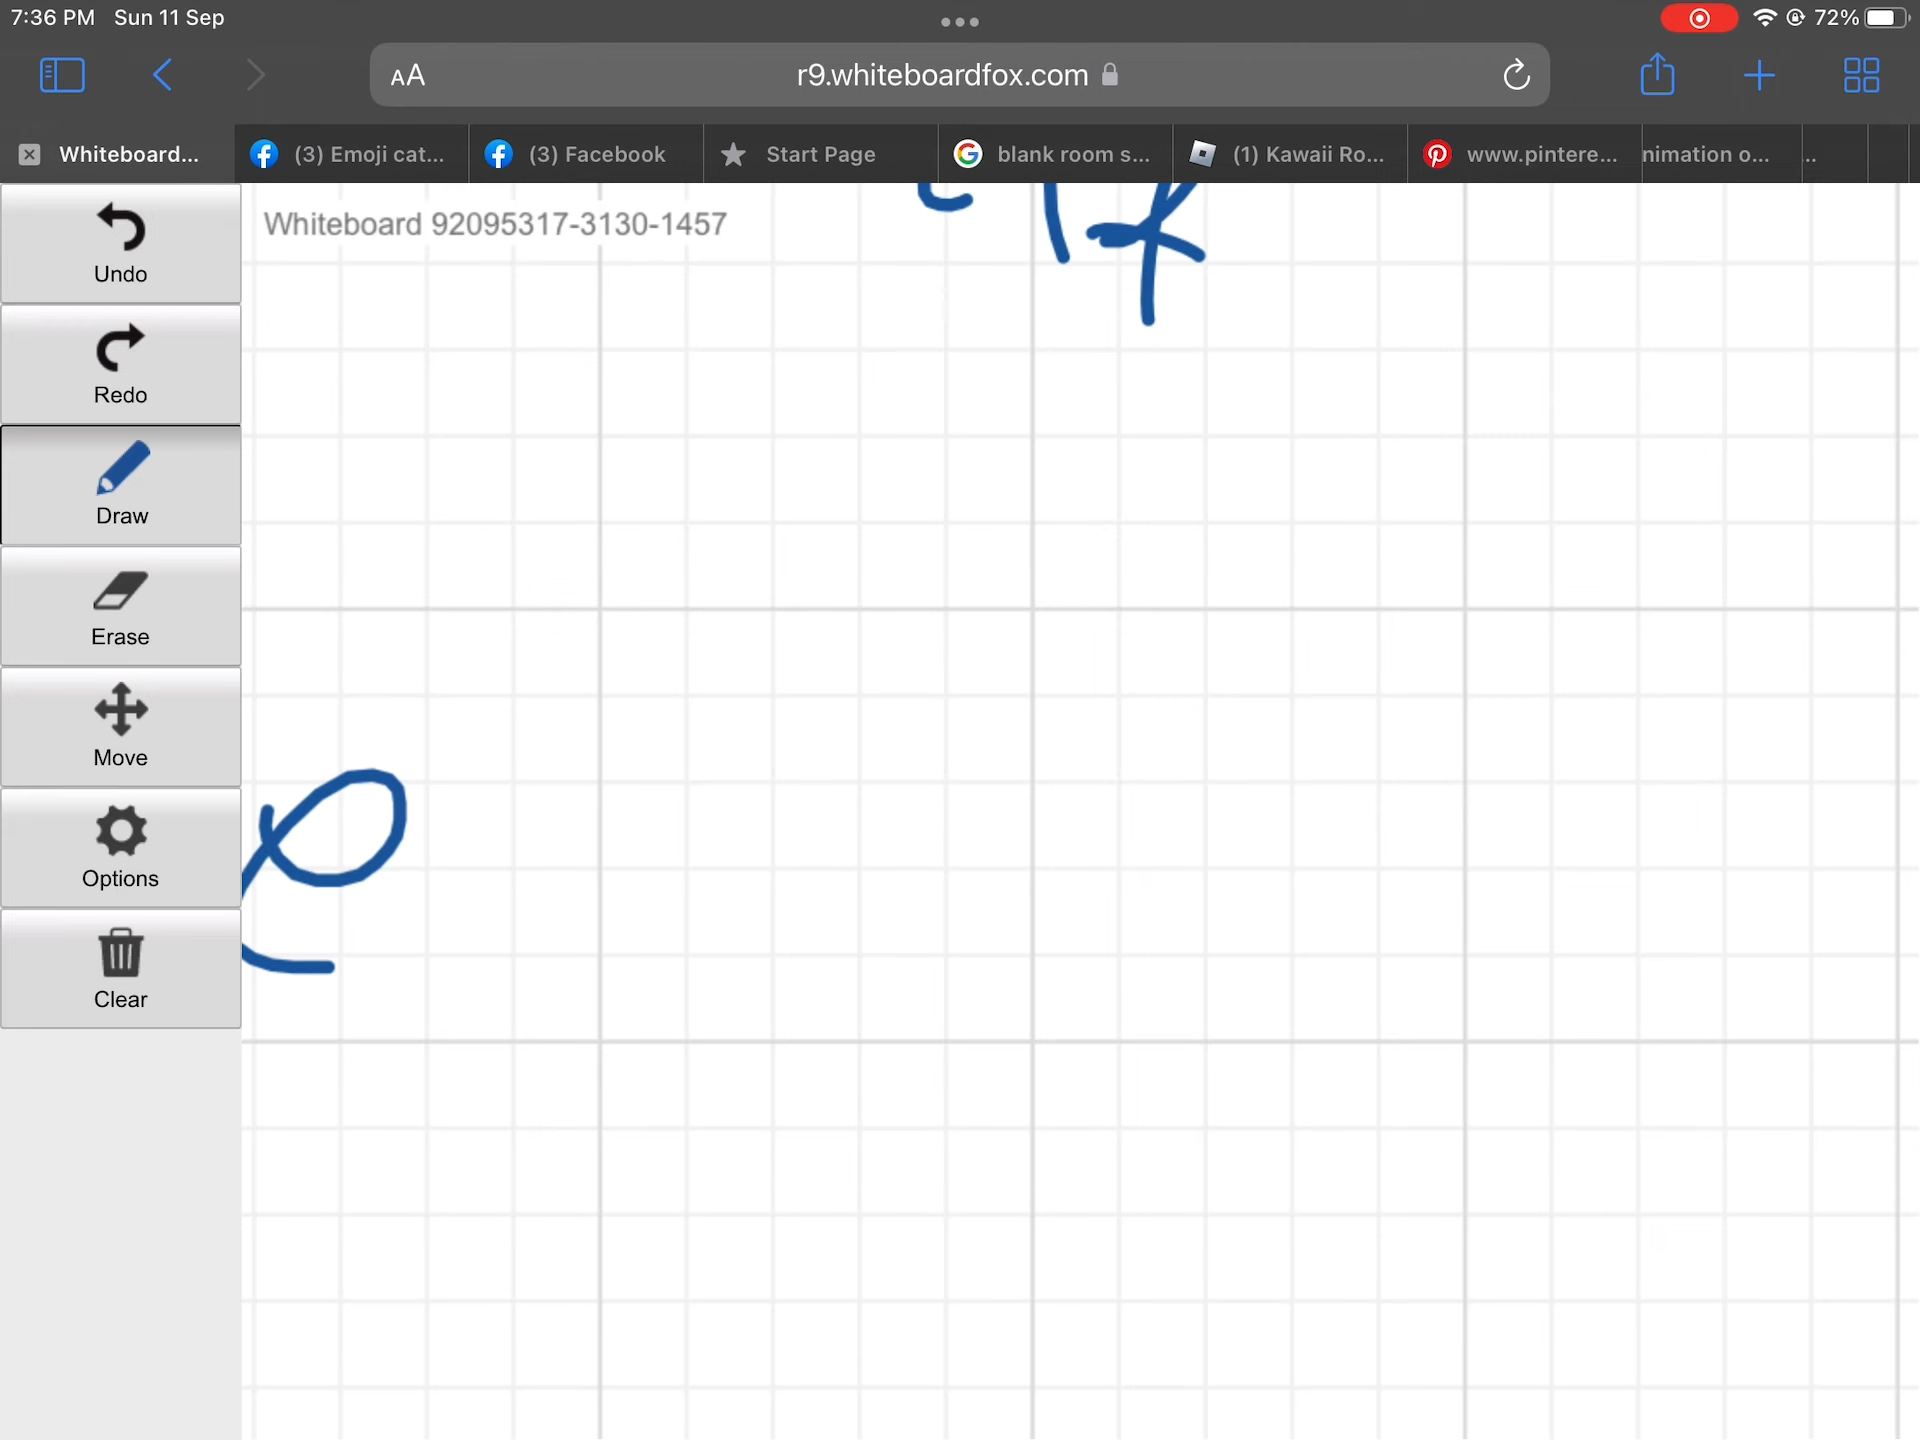 7:36 PM Sun 11 Sep
72%
AA
r9.whiteboardfox.com
Whiteboard...
(3) Emoji cat...
(3) Facebook
Start Page
blank room s...
(1) Kawaii Ro...
www.pintere...
nimation o...
...
Undo
Whiteboard 92095317-3130-1457
Redo
Draw
Erase
Move
Options
Clear